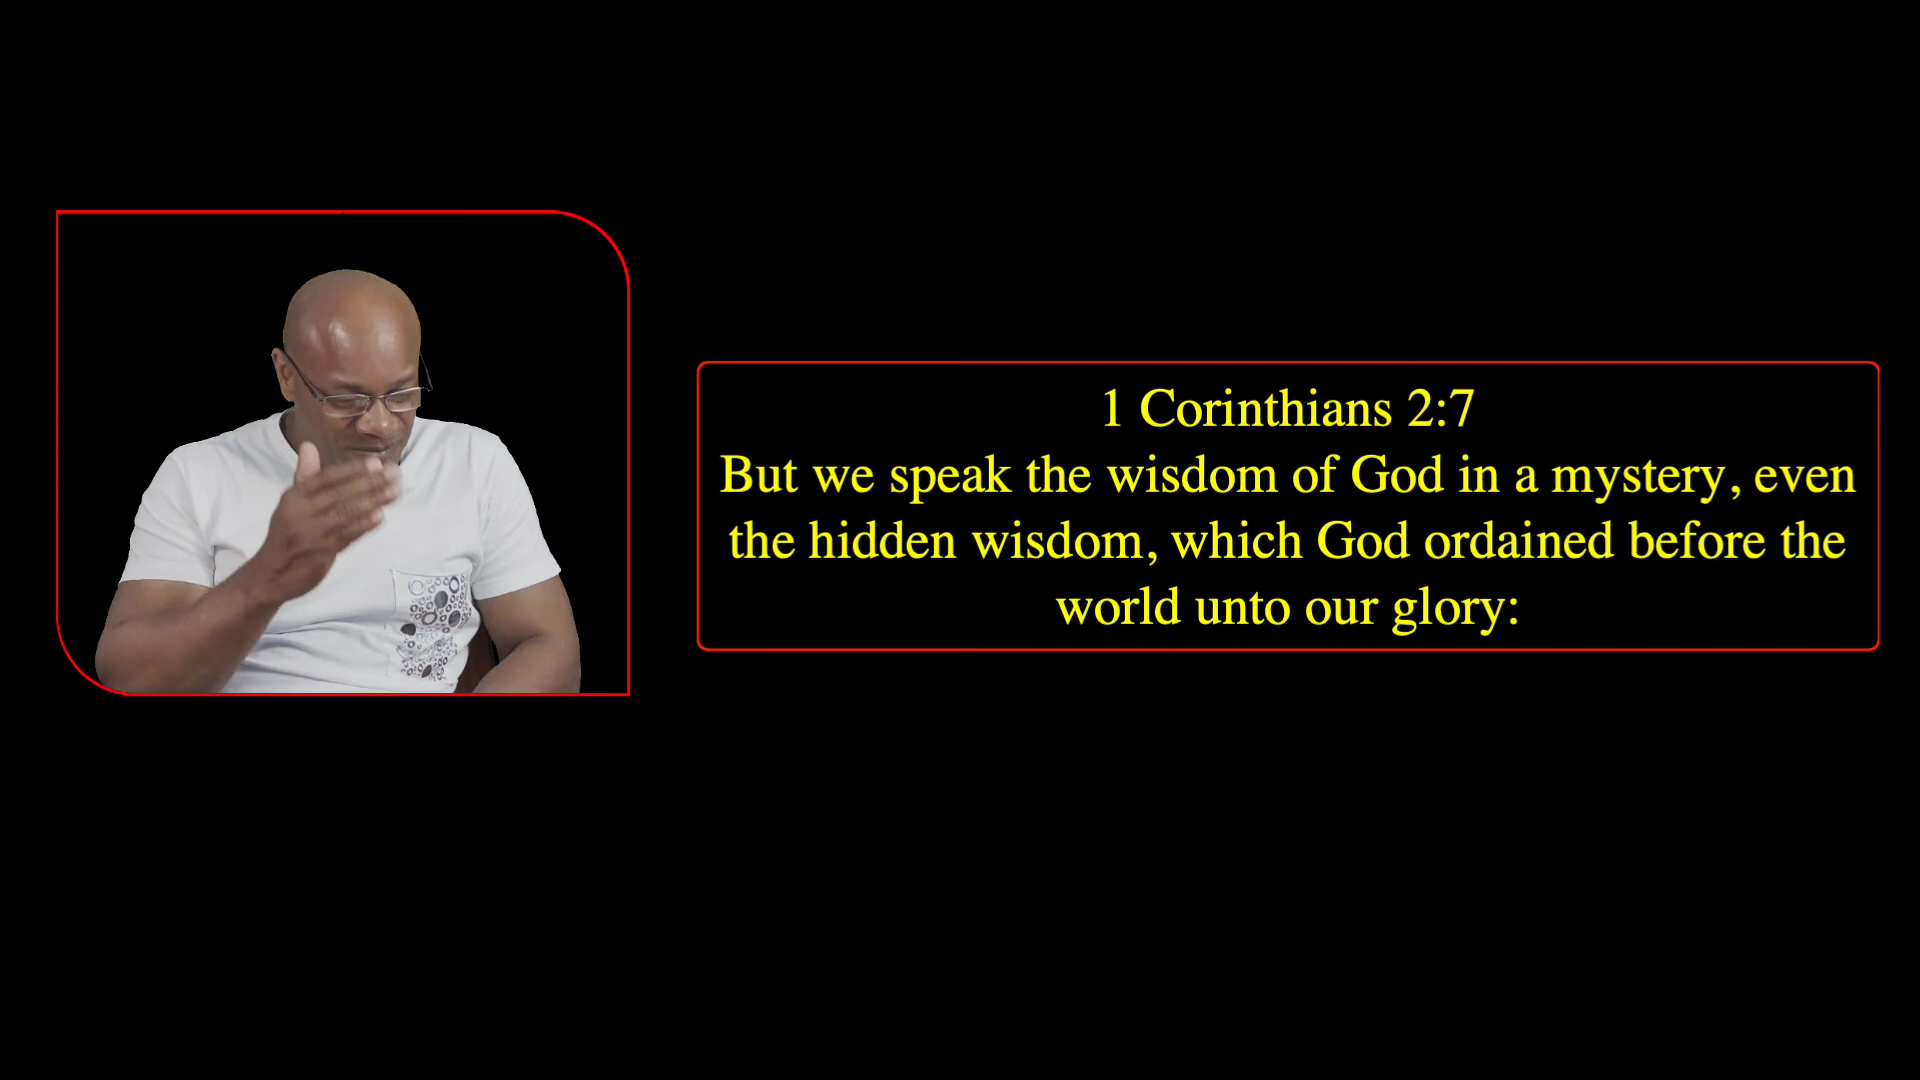 1 Corinthians 2:7
But we speak the wisdom of God in a mystery, even
the hidden wisdom, which God ordained before the
world unto our glory: